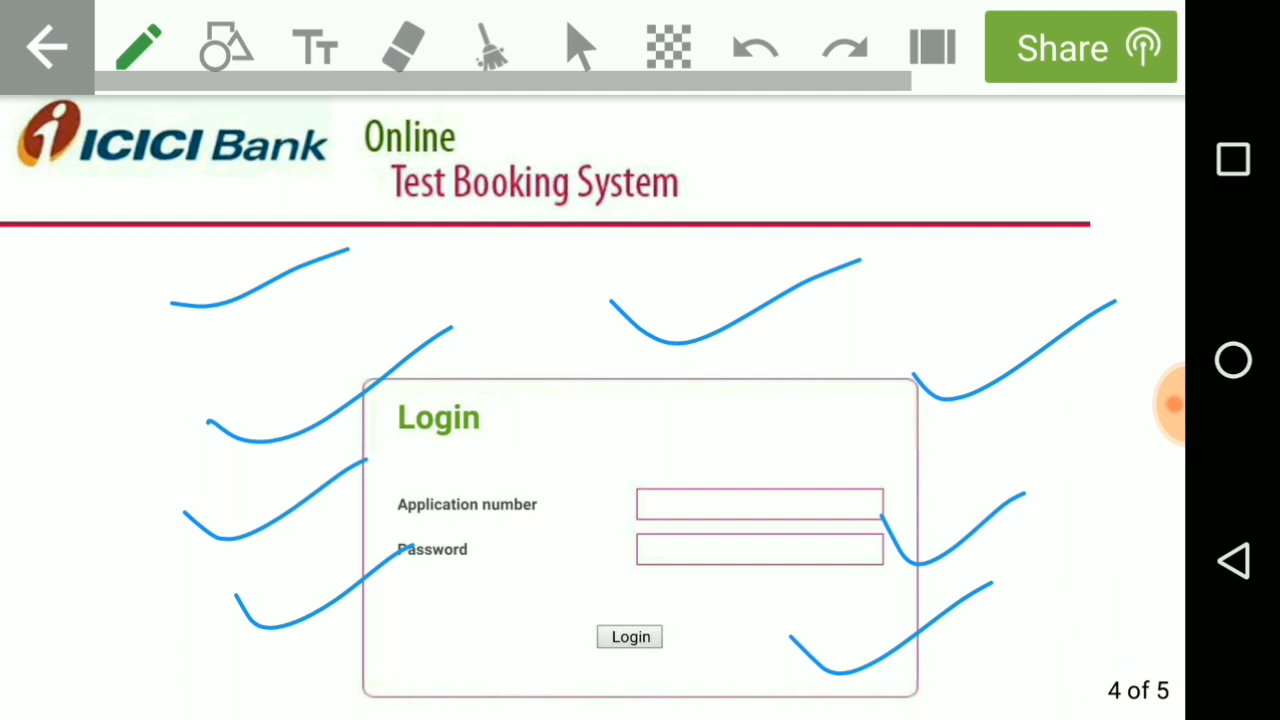 Share
ICICI Bank
Online
Test Booking System
Login
Application number
Password
Login
4 of 5